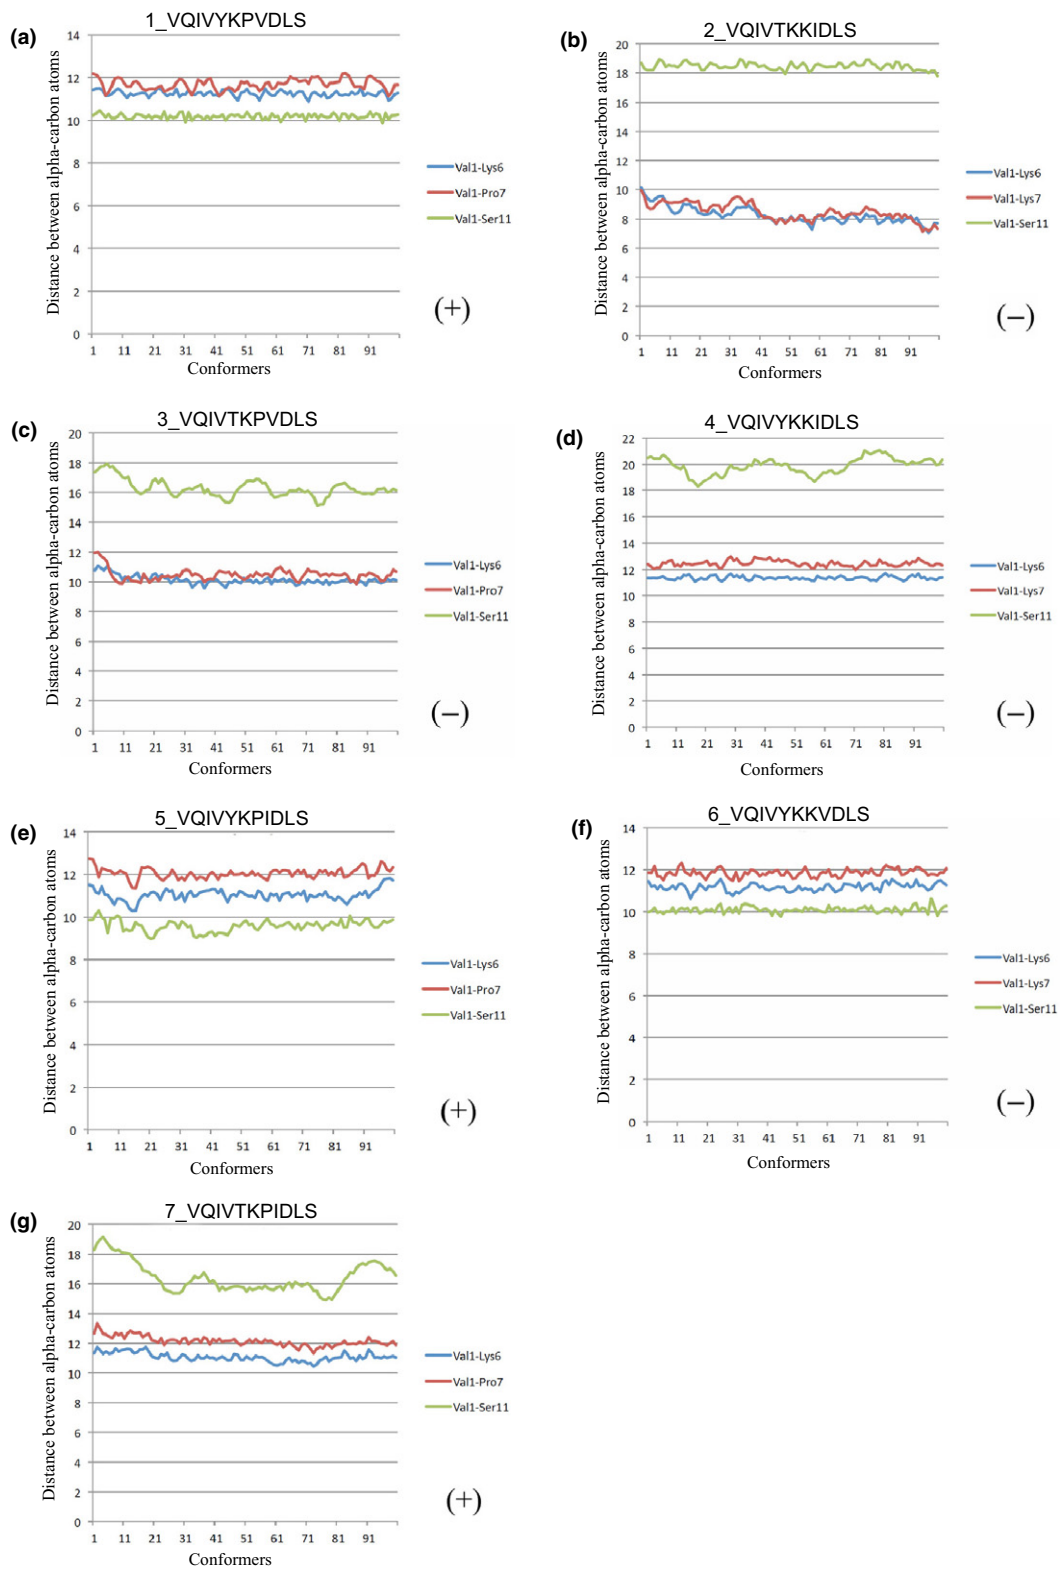 (a)
1_VQIVYKPVDLS
Distance between alpha-carbon atoms
14
12
10
8
6
4
2
0
1 11 21 31 41 51 61 71 81 91
Conformers
Val1-Lys6
Val1-Pro7
Val1-Ser11
(+)
(b)
2_VQIVTKKIDLS
Distance between alpha-carbon atoms
20
18
16
14
12
10
8
6
4
2
0
1 11 21 31 41 51 61 71 81 91
Conformers
Val1-Lys6
Val1-Lys7
Val1-Ser11
(−)
(c)
3_VQIVTKPVDLS
Distance between alpha-carbon atoms
20
18
16
14
12
10
8
6
4
2
0
1 11 21 31 41 51 61 71 81 91
Conformers
Val1-Lys6
Val1-Pro7
Val1-Ser11
(−)
(d)
4_VQIVYKKIDLS
Distance between alpha-carbon atoms
22
20
18
16
14
12
10
8
6
4
2
0
1 11 21 31 41 51 61 71 81 91
Conformers
Val1-Lys6
Val1-Lys7
Val1-Ser11
(−)
(e)
5_VQIVYKPIDLS
Distance between alpha-carbon atoms
14
12
10
8
6
4
2
0
1 11 21 31 41 51 61 71 81 91
Conformers
Val1-Lys6
Val1-Pro7
Val1-Ser11
(+)
(f)
6_VQIVYKKVDLS
Distance between alpha-carbon atoms
14
12
10
8
6
4
2
0
1 11 21 31 41 51 61 71 81 91
Conformers
Val1-Lys6
Val1-Lys7
Val1-Ser11
(−)
(g)
7_VQIVTKPIDLS
Distance between alpha-carbon atoms
20
18
16
14
12
10
8
6
4
2
0
1 11 21 31 41 51 61 71 81 91
Conformers
Val1-Lys6
Val1-Pro7
Val1-Ser11
(+)